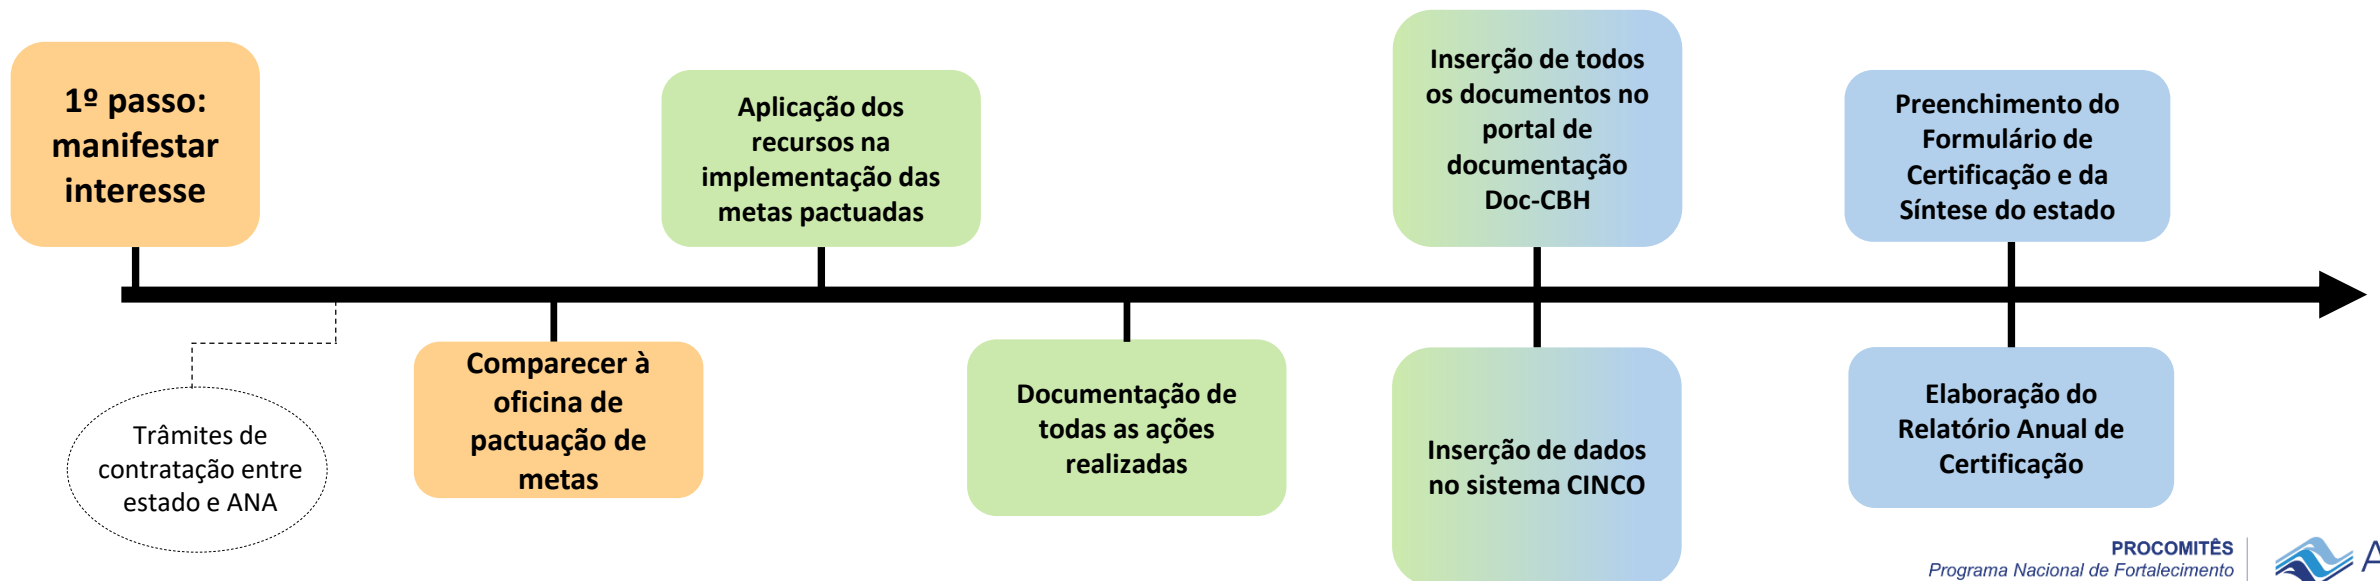 1º passo:
manifestar
interesse
Trâmites de
contratação entre
estado e ANA
Comparecer à
oficina de
pactuação de
metas
Aplicação dos
recursos na
implementação das
metas pactuadas
Documentação de
todas as ações
realizadas
Inserção de todos
os documentos no
portal de
documentação
Doc-CBH
Inserção de dados
no sistema CINCO
Preenchimento do
Formulário de
Certificação e da
Síntese do estado
Elaboração do
Relatório Anual de
Certificação
PROCOMITÊS
Programa Nacional de Fortalecimento